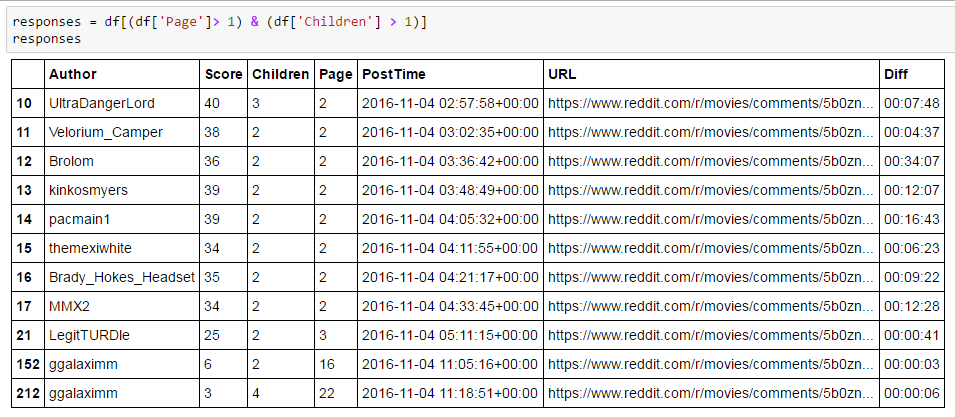 responses = df[(df['Page']> 1) & (df['Children'] > 1)]
responses
Author Score Children Page PostTime URL Diff
10 UltraDangerLord 40 3 2 2016-11-04 02:57:58+00:00 https://www.reddit.com/r/movies/comments/5b0zn... 00:07:48
11 Velorium_Camper 38 2 2 2016-11-04 03:02:35+00:00 https://www.reddit.com/r/movies/comments/5b0zn... 00:04:37
12 Brolom 36 2 2 2016-11-04 03:36:42+00:00 https://www.reddit.com/r/movies/comments/5b0zn... 00:34:07
13 kinkosmyers 39 2 2 2016-11-04 03:48:49+00:00 https://www.reddit.com/r/movies/comments/5b0zn... 00:12:07
14 pacmain1 39 2 2 2016-11-04 04:05:32+00:00 https://www.reddit.com/r/movies/comments/5b0zn... 00:16:43
15 themexiwhite 34 2 2 2016-11-04 04:11:55+00:00 https://www.reddit.com/r/movies/comments/5b0zn... 00:06:23
16 Brady_Hokes_Headset 35 2 2 2016-11-04 04:21:17+00:00 https://www.reddit.com/r/movies/comments/5b0zn... 00:09:22
17 MMX2 34 2 2 2016-11-04 04:33:45+00:00 https://www.reddit.com/r/movies/comments/5b0zn... 00:12:28
21 LegitTURDle 25 2 3 2016-11-04 05:11:15+00:00 https://www.reddit.com/r/movies/comments/5b0zn... 00:00:41
152 ggalaximm 6 2 16 2016-11-04 11:05:16+00:00 https://www.reddit.com/r/movies/comments/5b0zn... 00:00:03
212 ggalaximm 3 4 22 2016-11-04 11:18:51+00:00 https://www.reddit.com/r/movies/comments/5b0zn... 00:00:06